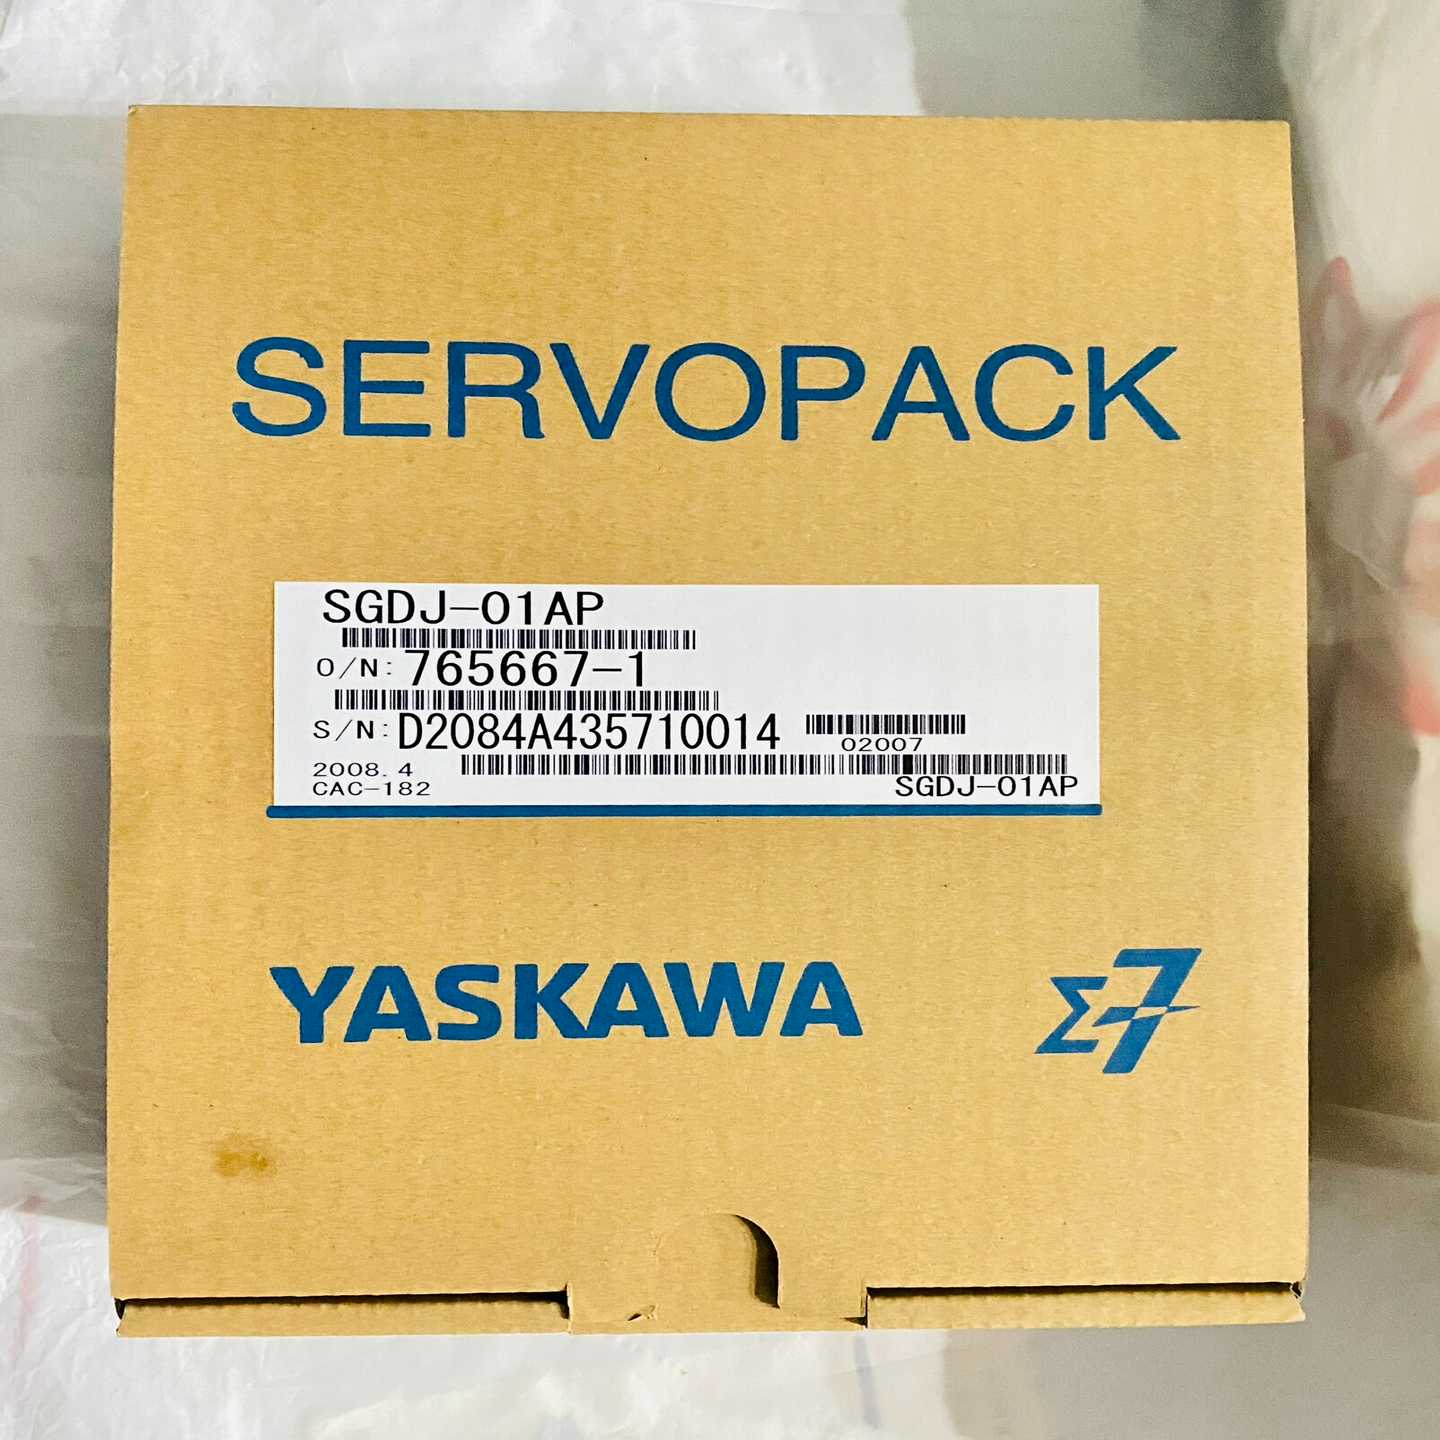 SERVOPACK
SGDJ-01AP
O/N: 765667-1
S/N: D2084A435710014
02007
2008.4
CAC-182
SGDJ-01AP
YASKAWA
Σ7